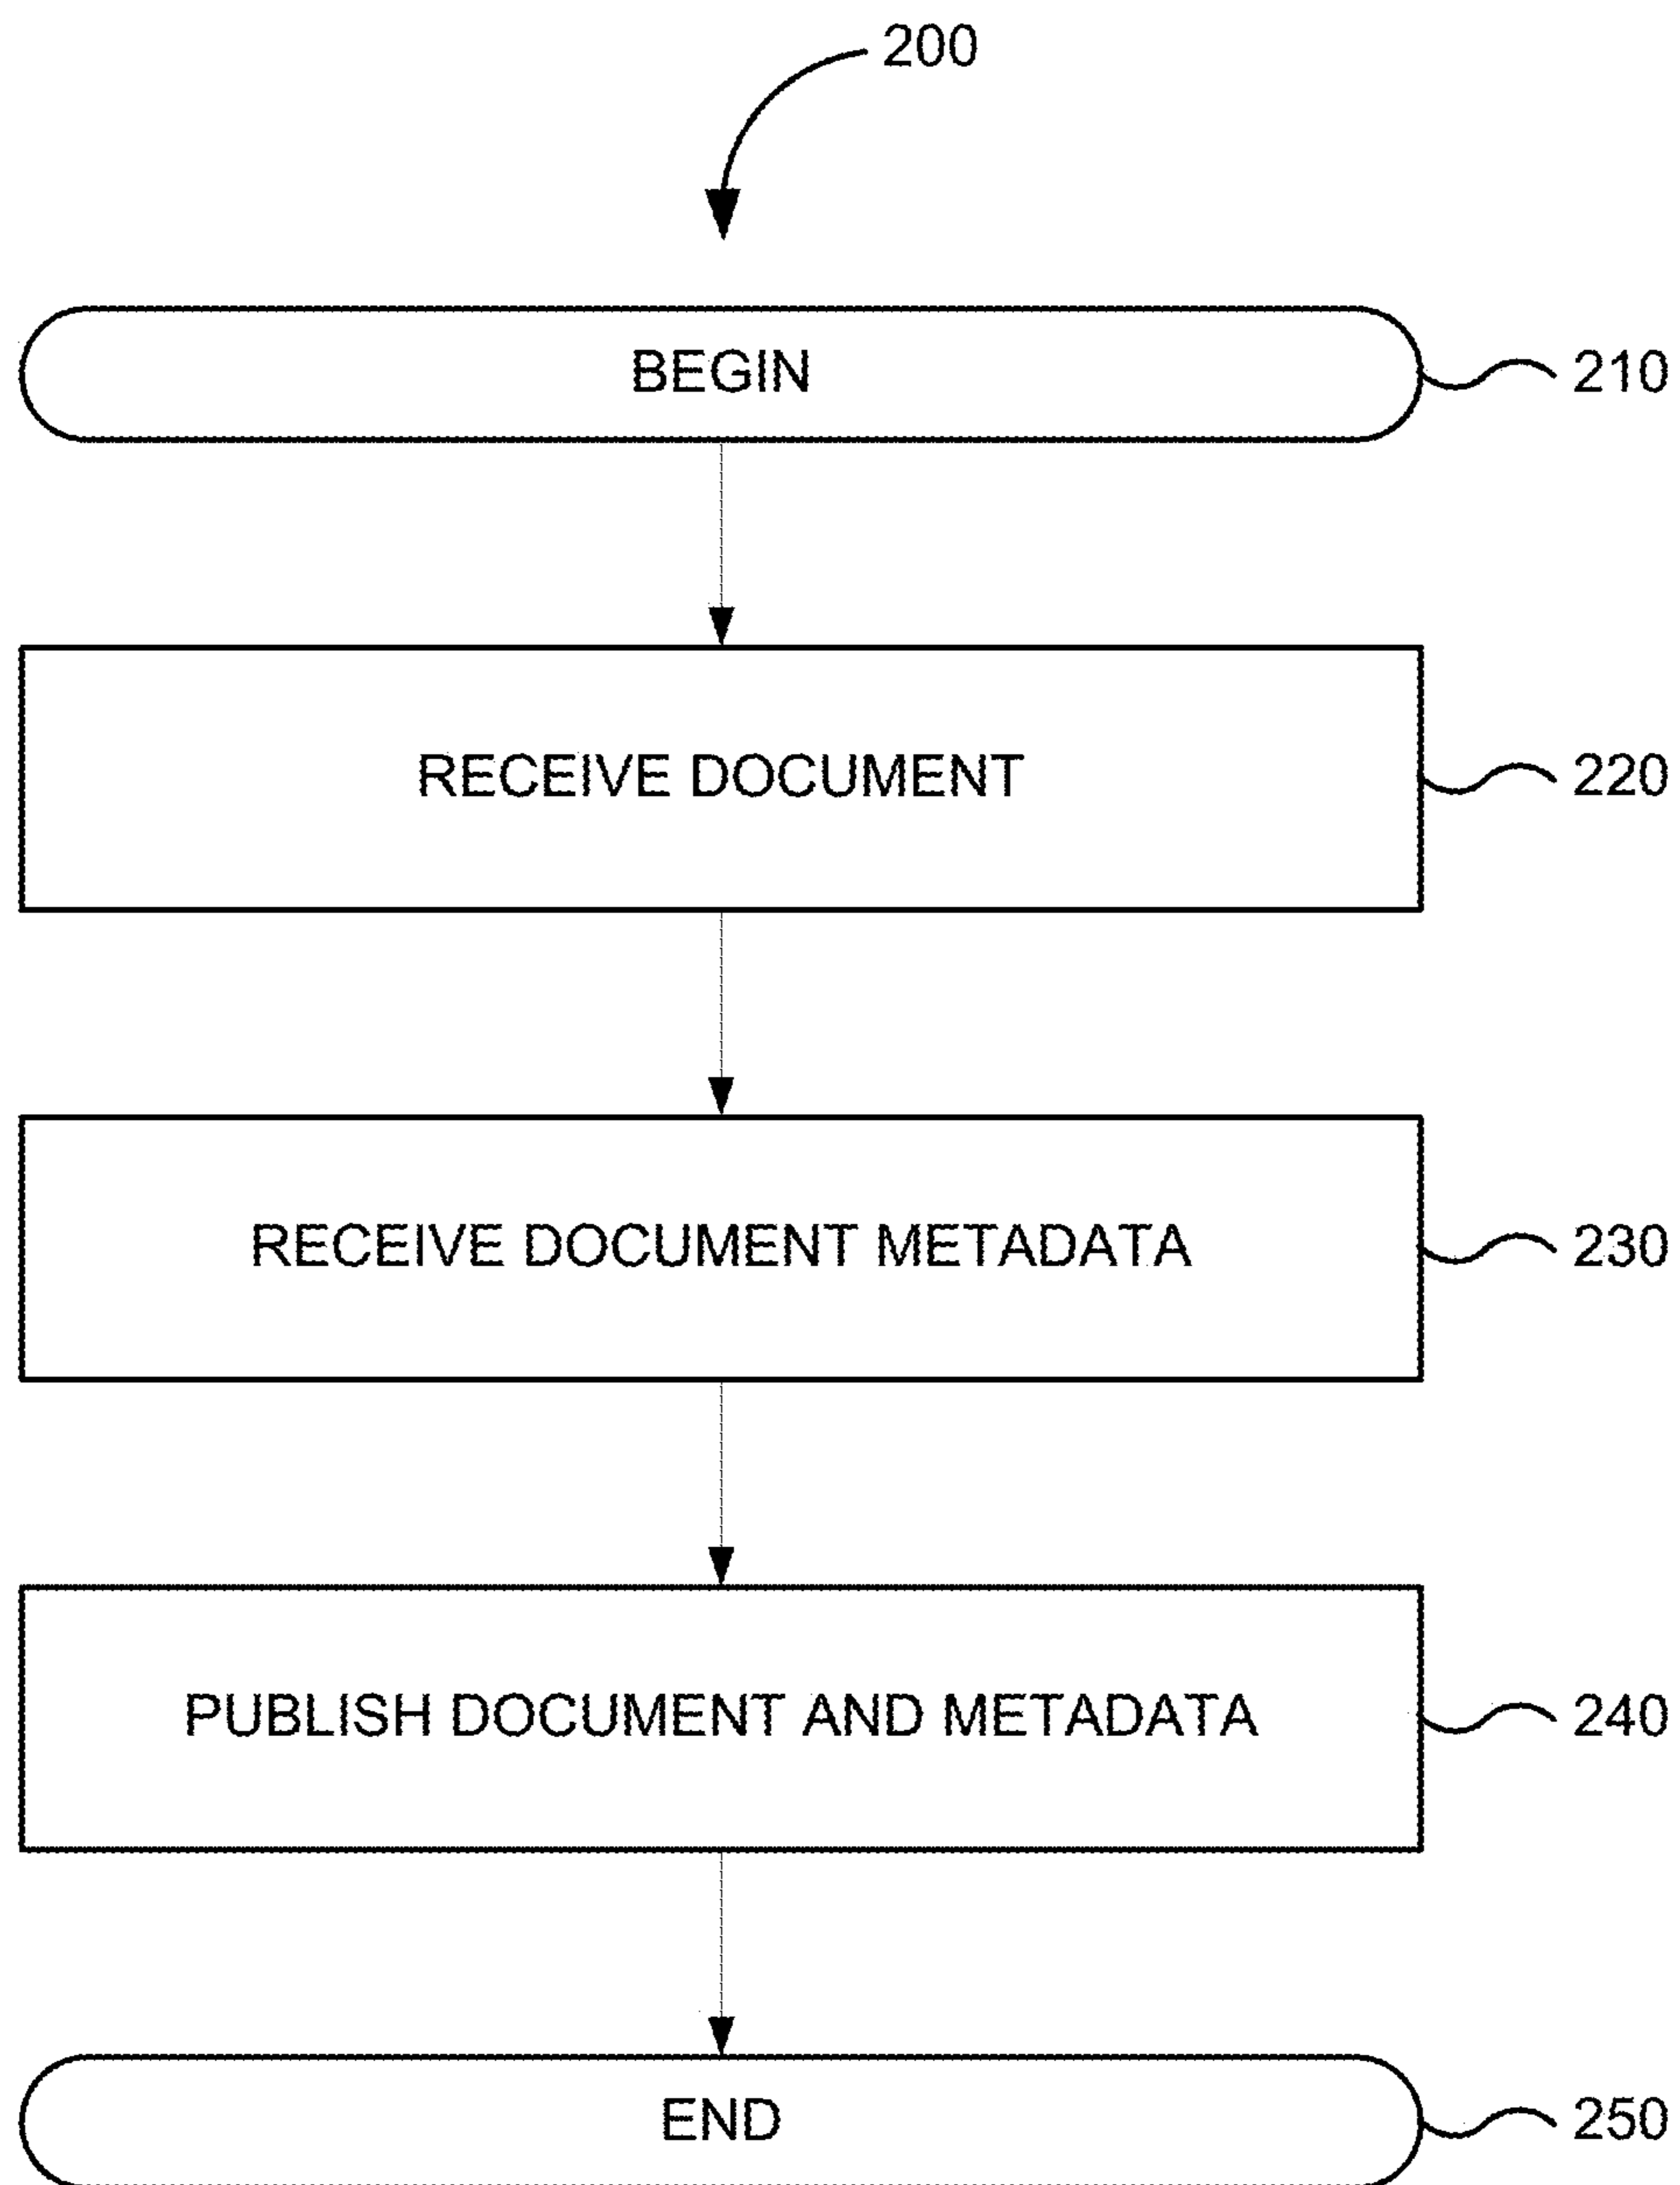 200
BEGIN
210
RECEIVE DOCUMENT
220
RECEIVE DOCUMENT METADATA
230
PUBLISH DOCUMENT AND METADATA
240
END
250